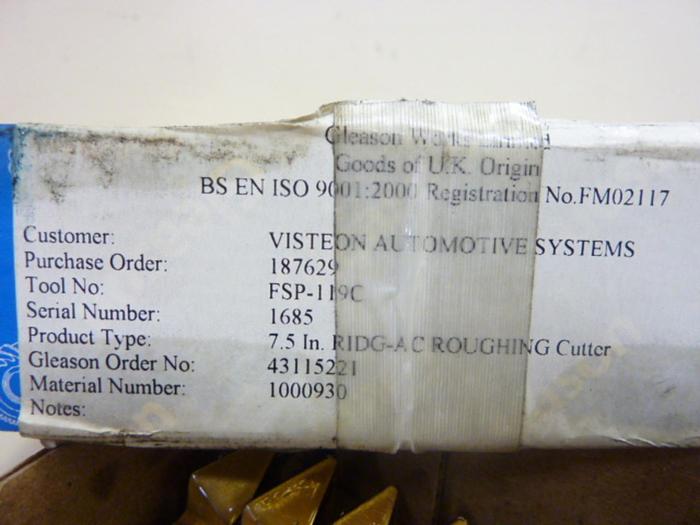 Gleason Works Limited
Goods of U.K. Origin
BS EN ISO 9001:2000 Registration No.FM02117
Customer: VISTEON AUTOMOTIVE SYSTEMS
Purchase Order: 187629
Tool No: FSP-119C
Serial Number: 1685
Product Type: 7.5 In. RIDG-AC ROUGHING Cutter
Gleason Order No: 43115221
Material Number: 1000930
Notes: